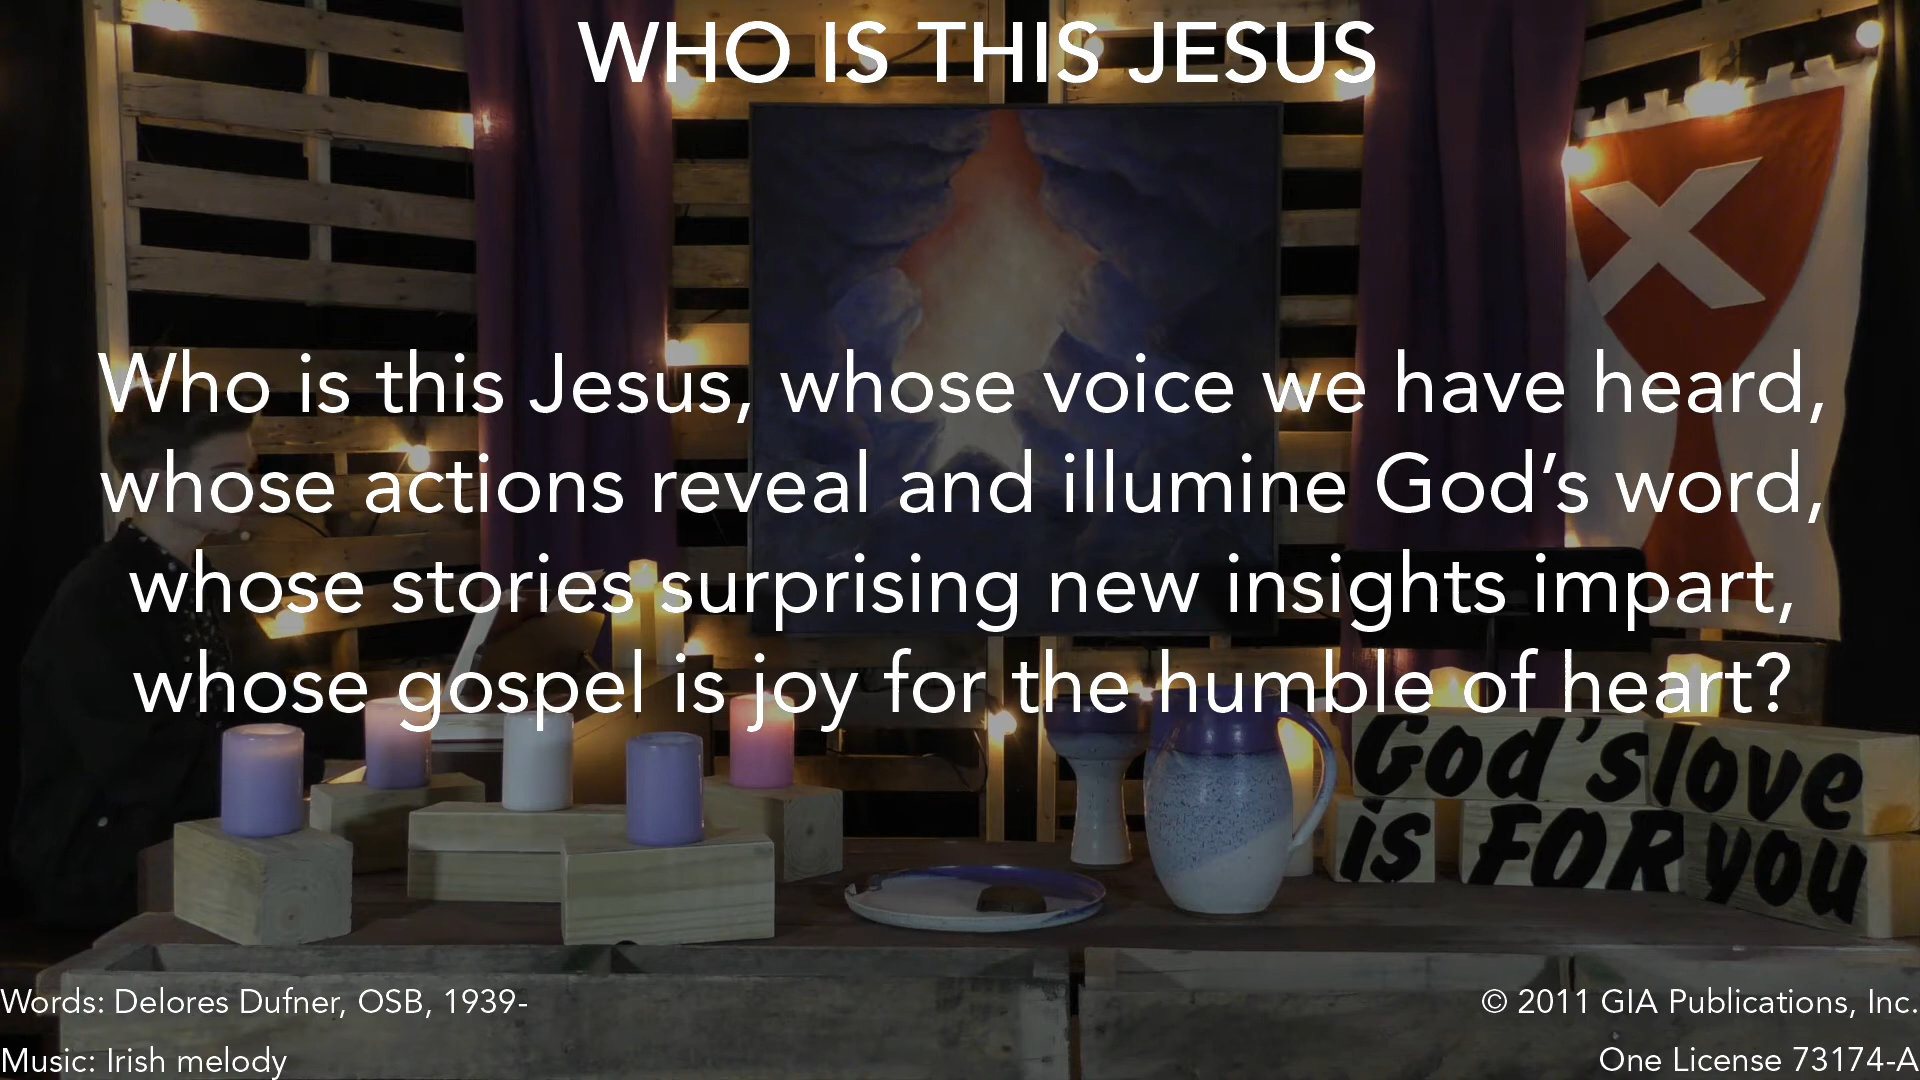 WHO IS THIS JESUS
Who is this Jesus, whose voice we have heard,
whose actions reveal and illumine God’s word,
whose stories surprising new insights impart,
whose gospel is joy for the humble of heart?
God's love
is FOR you
Words: Delores Dufner, OSB, 1939-
Music: Irish melody
© 2011 GIA Publications, Inc.
One License 73174-A